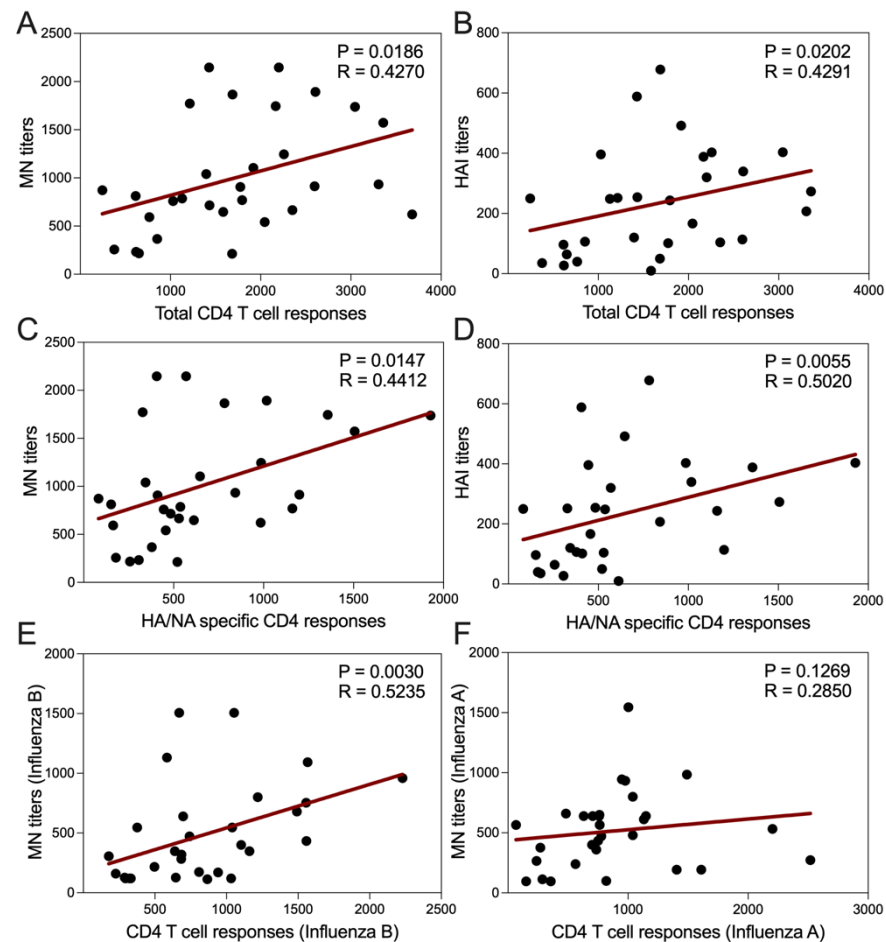 A
P = 0.0186
R = 0.4270
MN titers
2500
2000
1500
1000
500
0
1000 2000 3000 4000
Total CD4 T cell responses
B
P = 0.0202
R = 0.4291
HAI titers
800
600
400
200
0
1000 2000 3000 4000
Total CD4 T cell responses
C
P = 0.0147
R = 0.4412
MN titers
2500
2000
1500
1000
500
0
500 1000 1500 2000
HA/NA specific CD4 responses
D
P = 0.0055
R = 0.5020
HAI titers
800
600
400
200
0
500 1000 1500 2000
HA/NA specific CD4 responses
E
P = 0.0030
R = 0.5235
MN titers (Influenza B)
2000
1500
1000
500
0
500 1000 1500 2000 2500
CD4 T cell responses (Influenza B)
F
P = 0.1269
R = 0.2850
MN titers (Influenza A)
2000
1500
1000
500
0
1000 2000 3000
CD4 T cell responses (Influenza A)